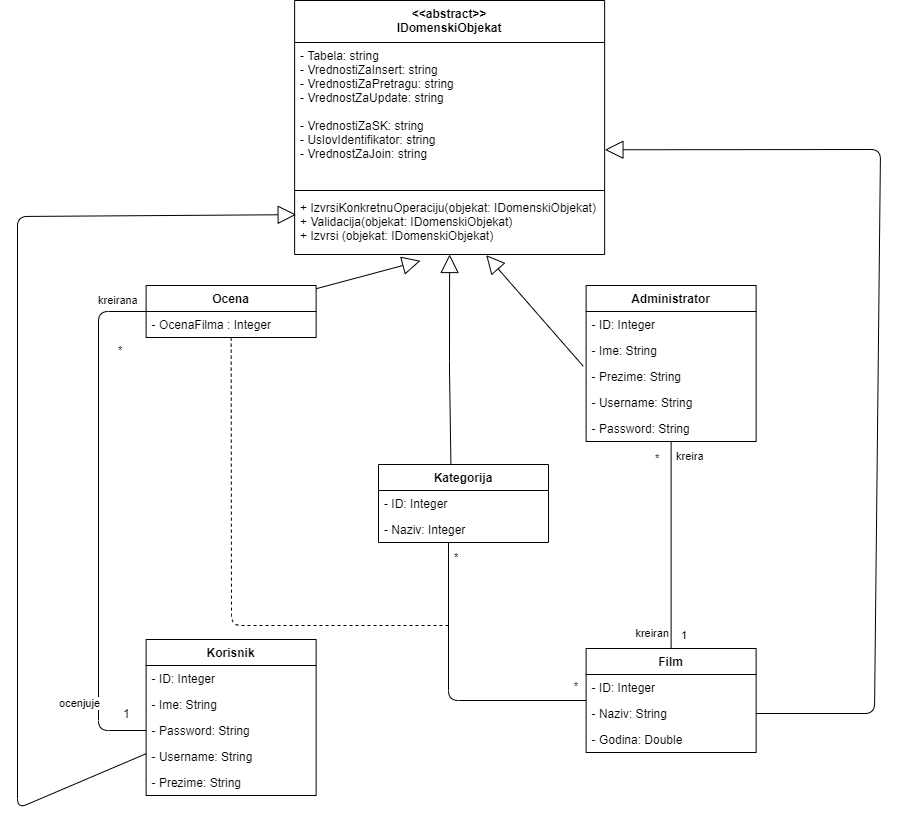 <<abstract>>
IDomenskiObjekat
- Tabela: string
- VrednostiZaInsert: string
- VrednostiZaPretragu: string
- VrednostZaUpdate: string
- VrednostiZaSK: string
- UslovIdentifikator: string
- VrednostZaJoin: string
+ IzvrsiKonkretnuOperaciju(objekat: IDomenskiObjekat)
+ Validacija(objekat: IDomenskiObjekat)
+ Izvrsi (objekat: IDomenskiObjekat)
kreirana
*
Ocena
- OcenaFilma : Integer
Administrator
- ID: Integer
- Ime: String
- Prezime: String
- Username: String
- Password: String
*
kreira
Kategorija
- ID: Integer
- Naziv: Integer
*
kreiran
1
Korisnik
- ID: Integer
- Ime: String
- Password: String
- Username: String
- Prezime: String
ocenjuje
1
*
Film
- ID: Integer
- Naziv: String
- Godina: Double